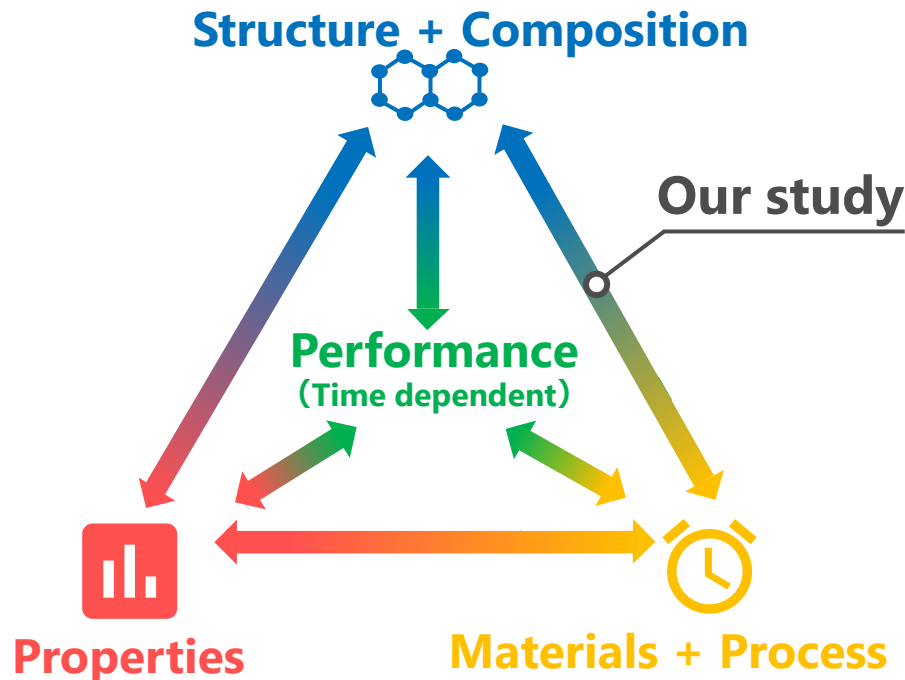 Structure + Composition
Our study
Performance
（Time dependent）
Properties
Materials + Process